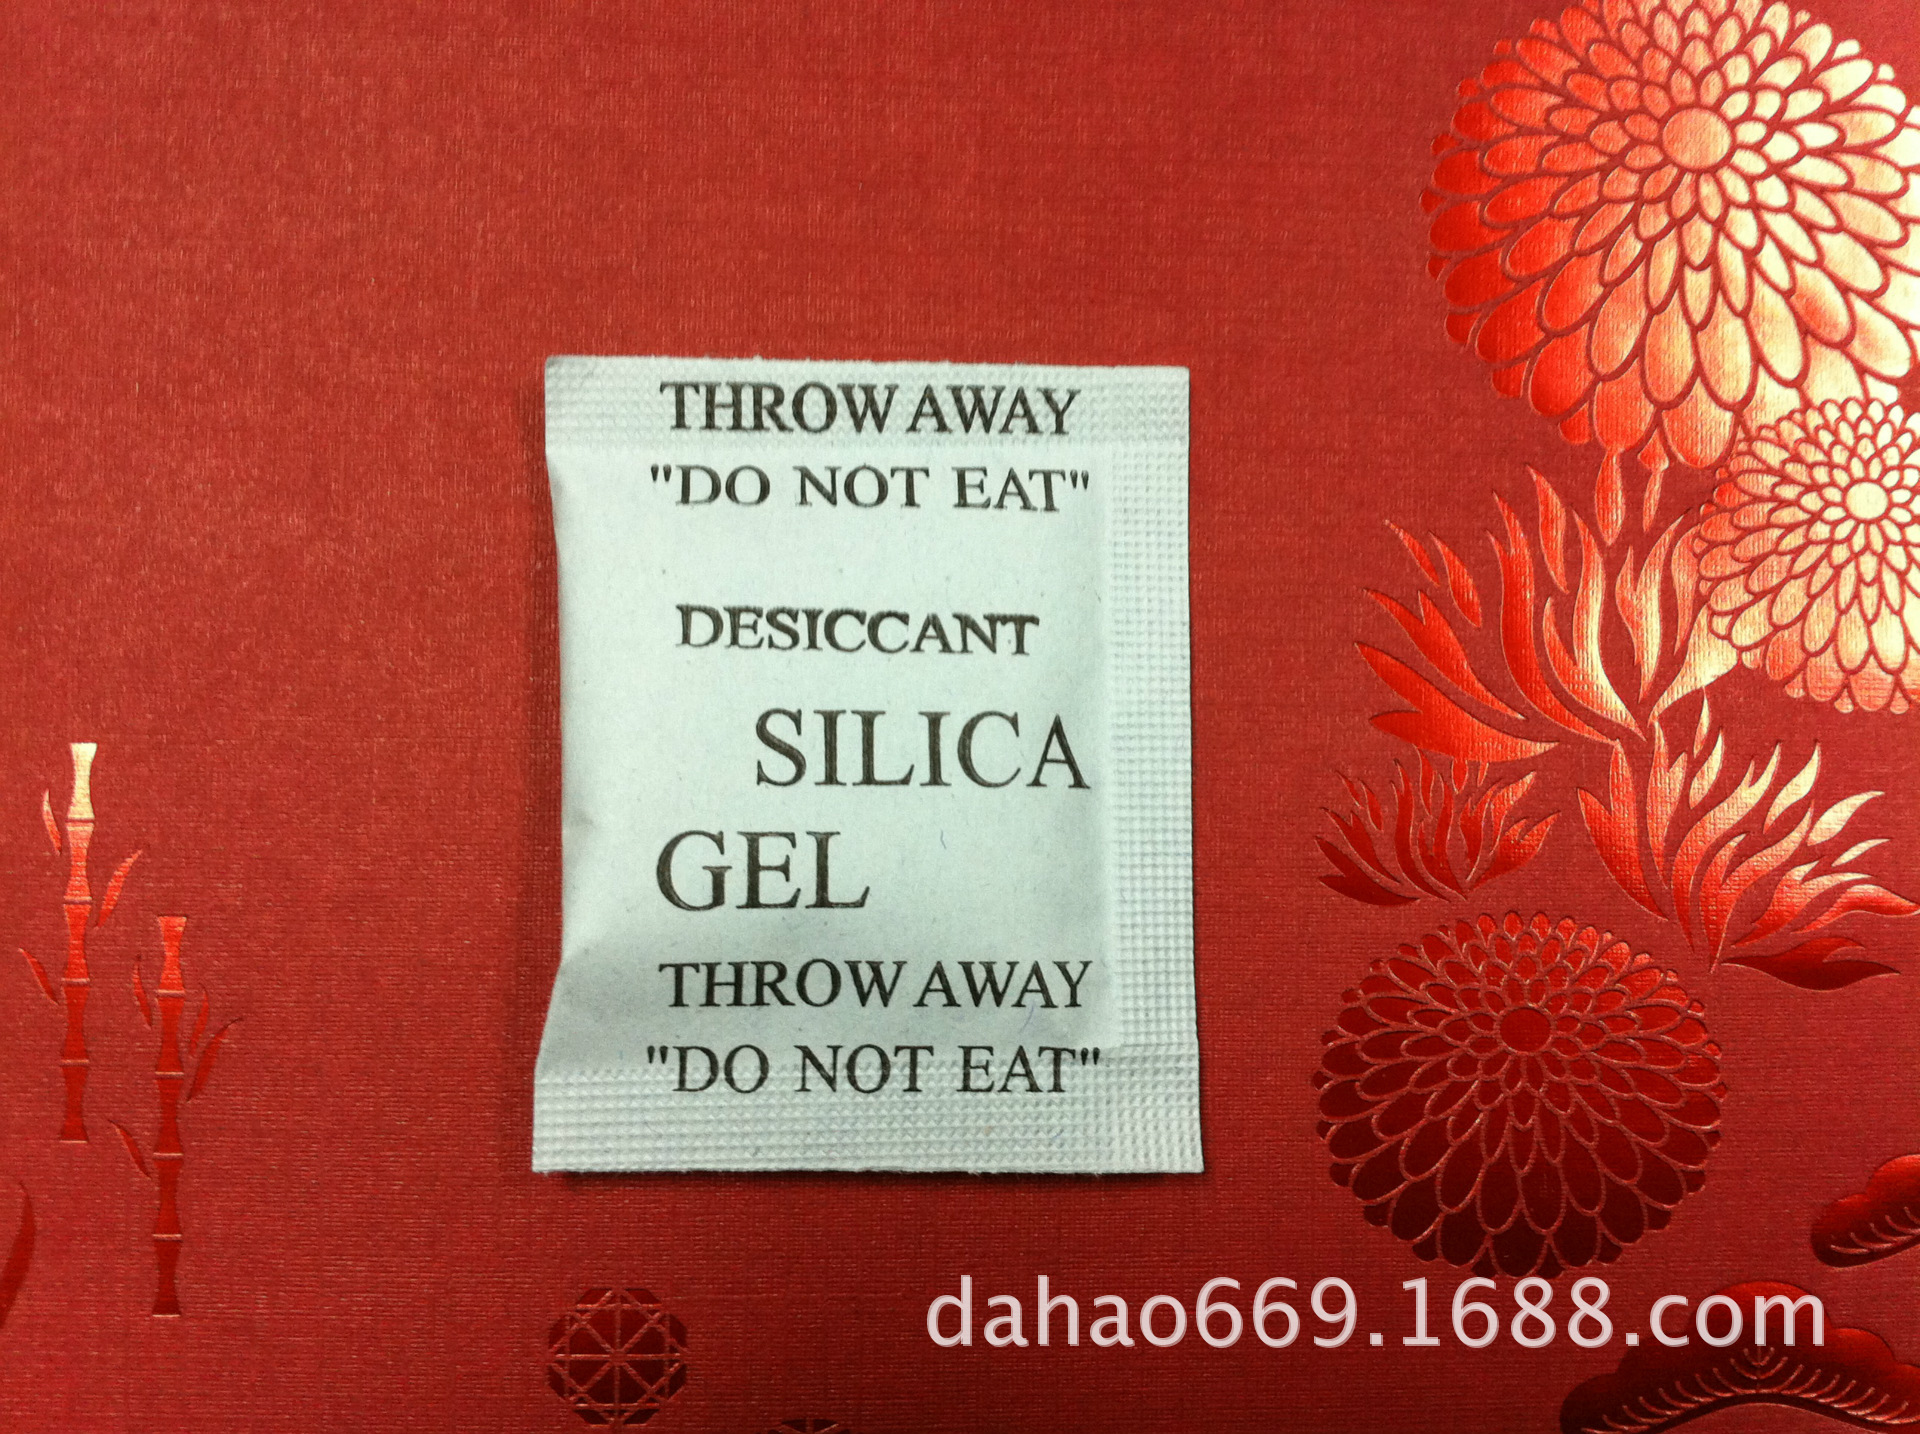 THROW AWAY
"DO NOT EAT"
DESICCANT
SILICA
GEL
THROW AWAY
"DO NOT EAT"
dahao669.1688.com